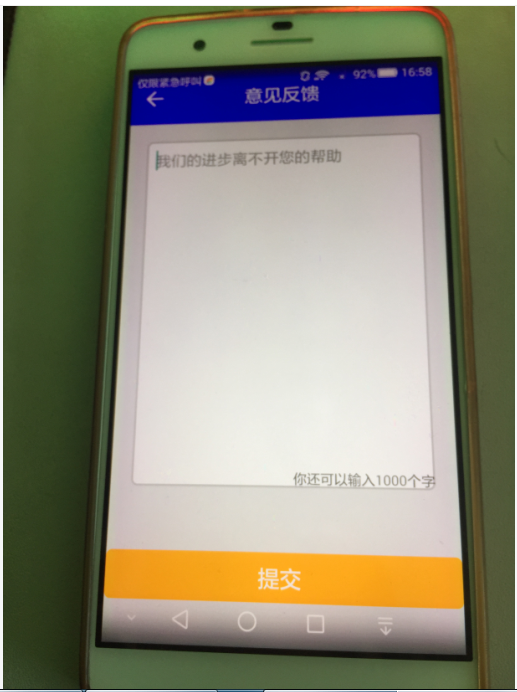 仅限紧急呼叫 92% 16:58
意见反馈
我们的进步离不开您的帮助
你还可以输入1000个字
提交